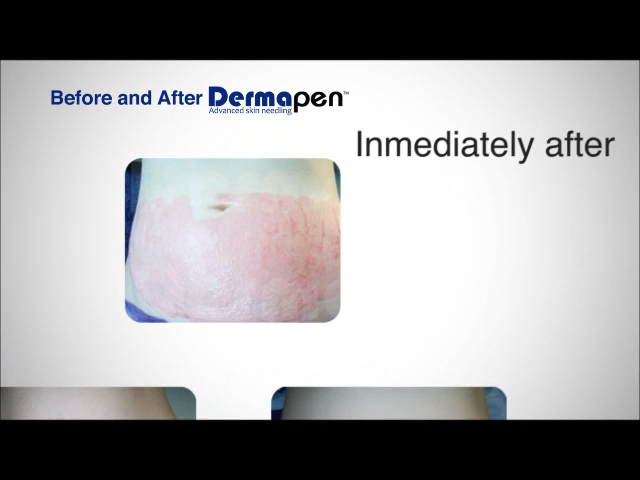 Before and After Dermapen™
Advanced skin needling
Inmediately after